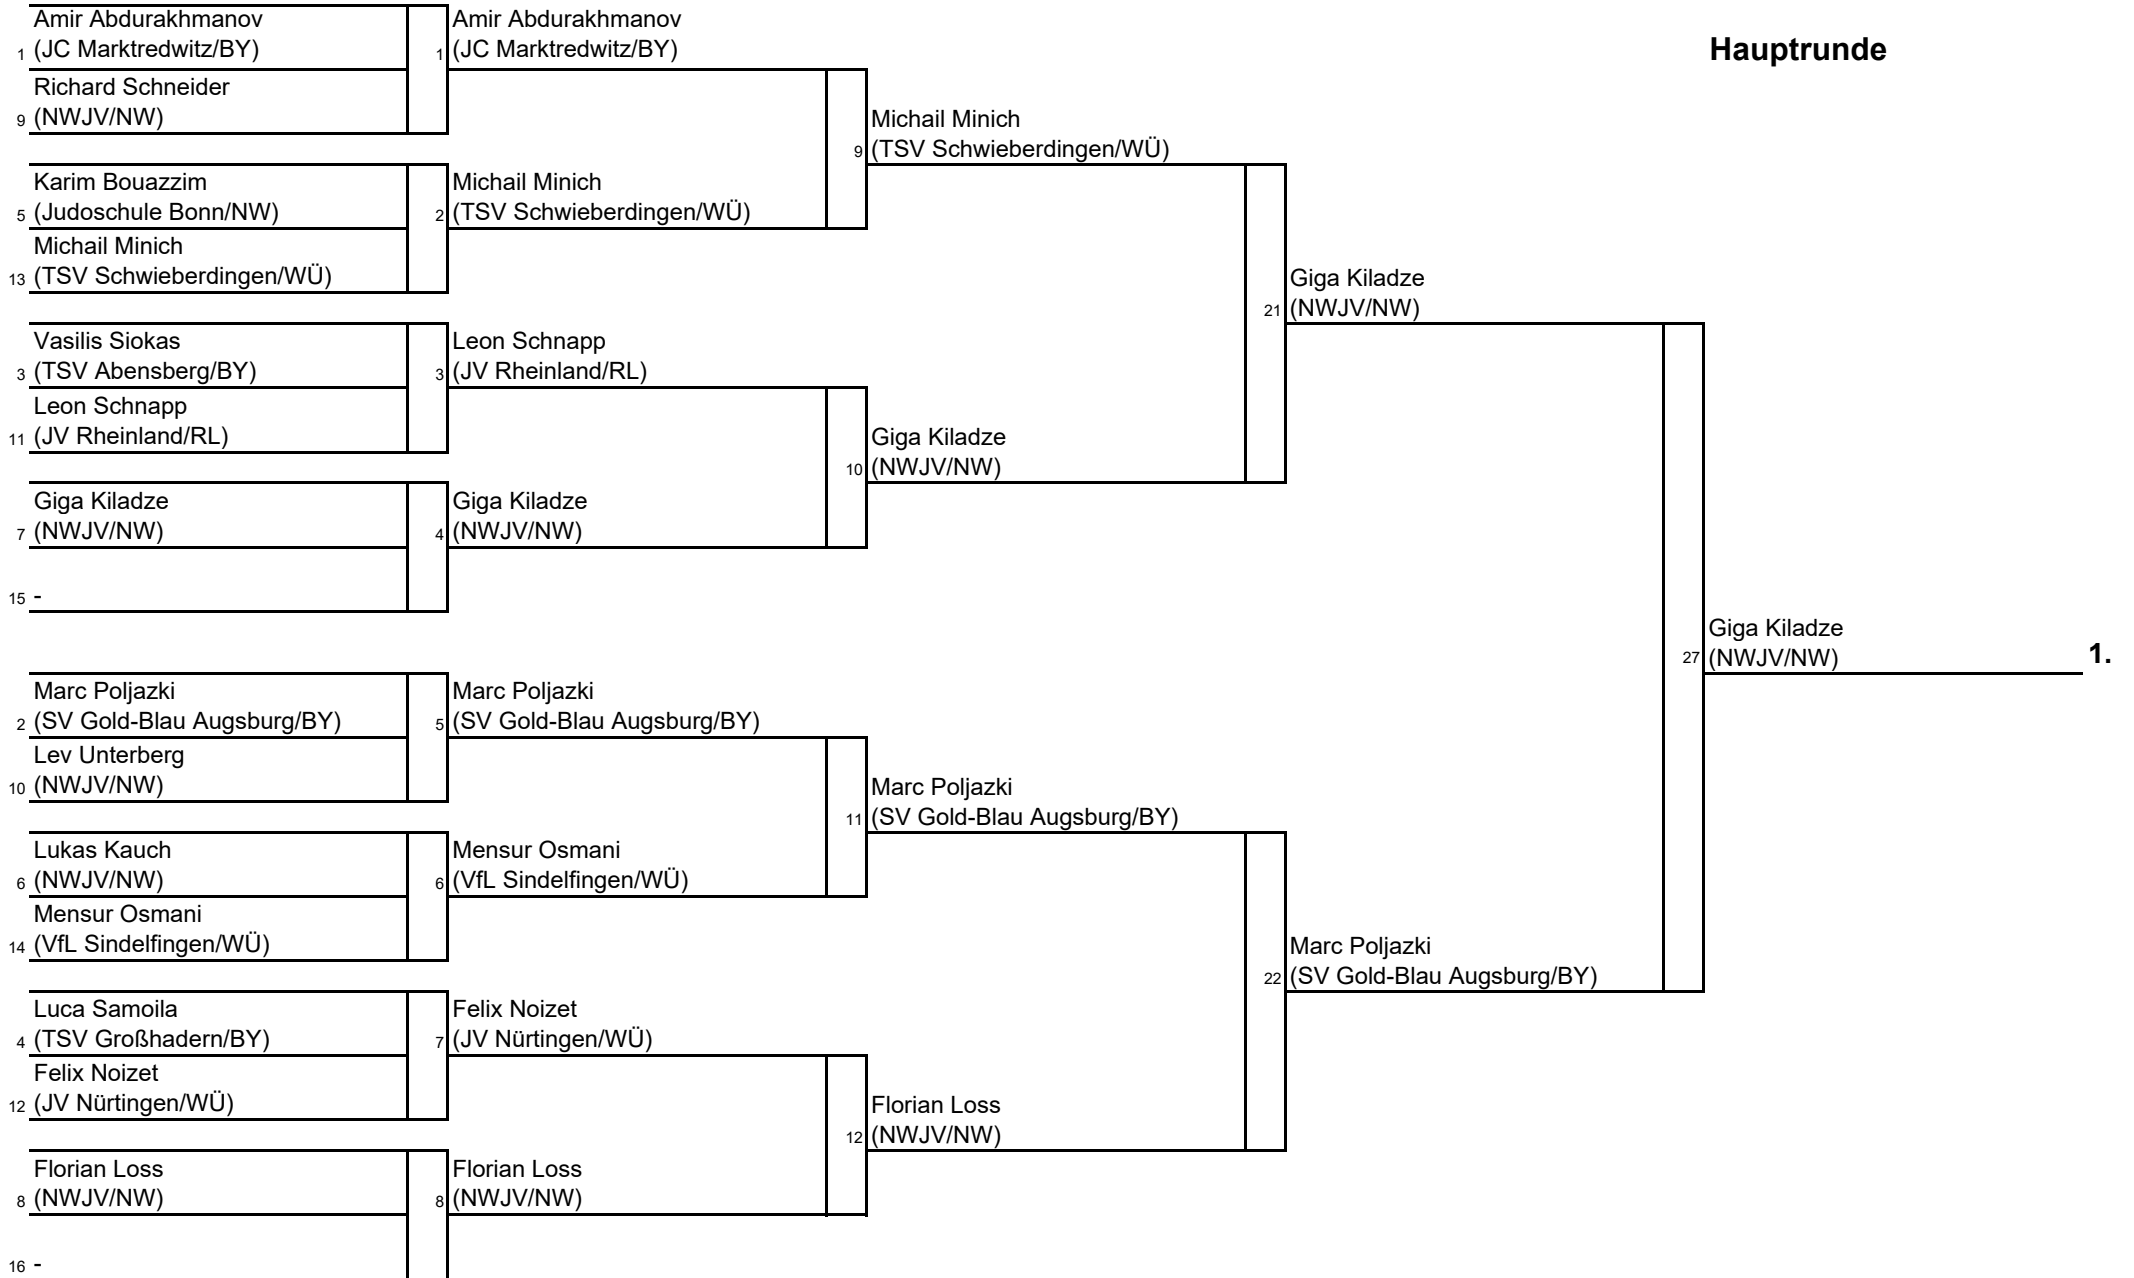 Hauptrunde
Amir Abdurakhmanov
1 (JC Marktredwitz/BY)
Richard Schneider
9 (NWJV/NW)
Karim Bouazzim
5 (Judoschule Bonn/NW)
Michail Minich
13 (TSV Schwieberdingen/WÜ)
Vasilis Siokas
3 (TSV Abensberg/BY)
Leon Schnapp
11 (JV Rheinland/RL)
Giga Kiladze
7 (NWJV/NW)
15 -
Marc Poljazki
2 (SV Gold-Blau Augsburg/BY)
Lev Unterberg
10 (NWJV/NW)
Lukas Kauch
6 (NWJV/NW)
Mensur Osmani
14 (VfL Sindelfingen/WÜ)
Luca Samoila
4 (TSV Großhadern/BY)
Felix Noizet
12 (JV Nürtingen/WÜ)
Florian Loss
8 (NWJV/NW)
16 -
Amir Abdurakhmanov
1 (JC Marktredwitz/BY)
Michail Minich
2 (TSV Schwieberdingen/WÜ)
Leon Schnapp
3 (JV Rheinland/RL)
Giga Kiladze
4 (NWJV/NW)
Marc Poljazki
5 (SV Gold-Blau Augsburg/BY)
Mensur Osmani
6 (VfL Sindelfingen/WÜ)
Felix Noizet
7 (JV Nürtingen/WÜ)
Florian Loss
8 (NWJV/NW)
Michail Minich
9 (TSV Schwieberdingen/WÜ)
Giga Kiladze
10 (NWJV/NW)
Marc Poljazki
11 (SV Gold-Blau Augsburg/BY)
Florian Loss
12 (NWJV/NW)
Giga Kiladze
21 (NWJV/NW)
Marc Poljazki
22 (SV Gold-Blau Augsburg/BY)
Giga Kiladze
27 (NWJV/NW) 1.